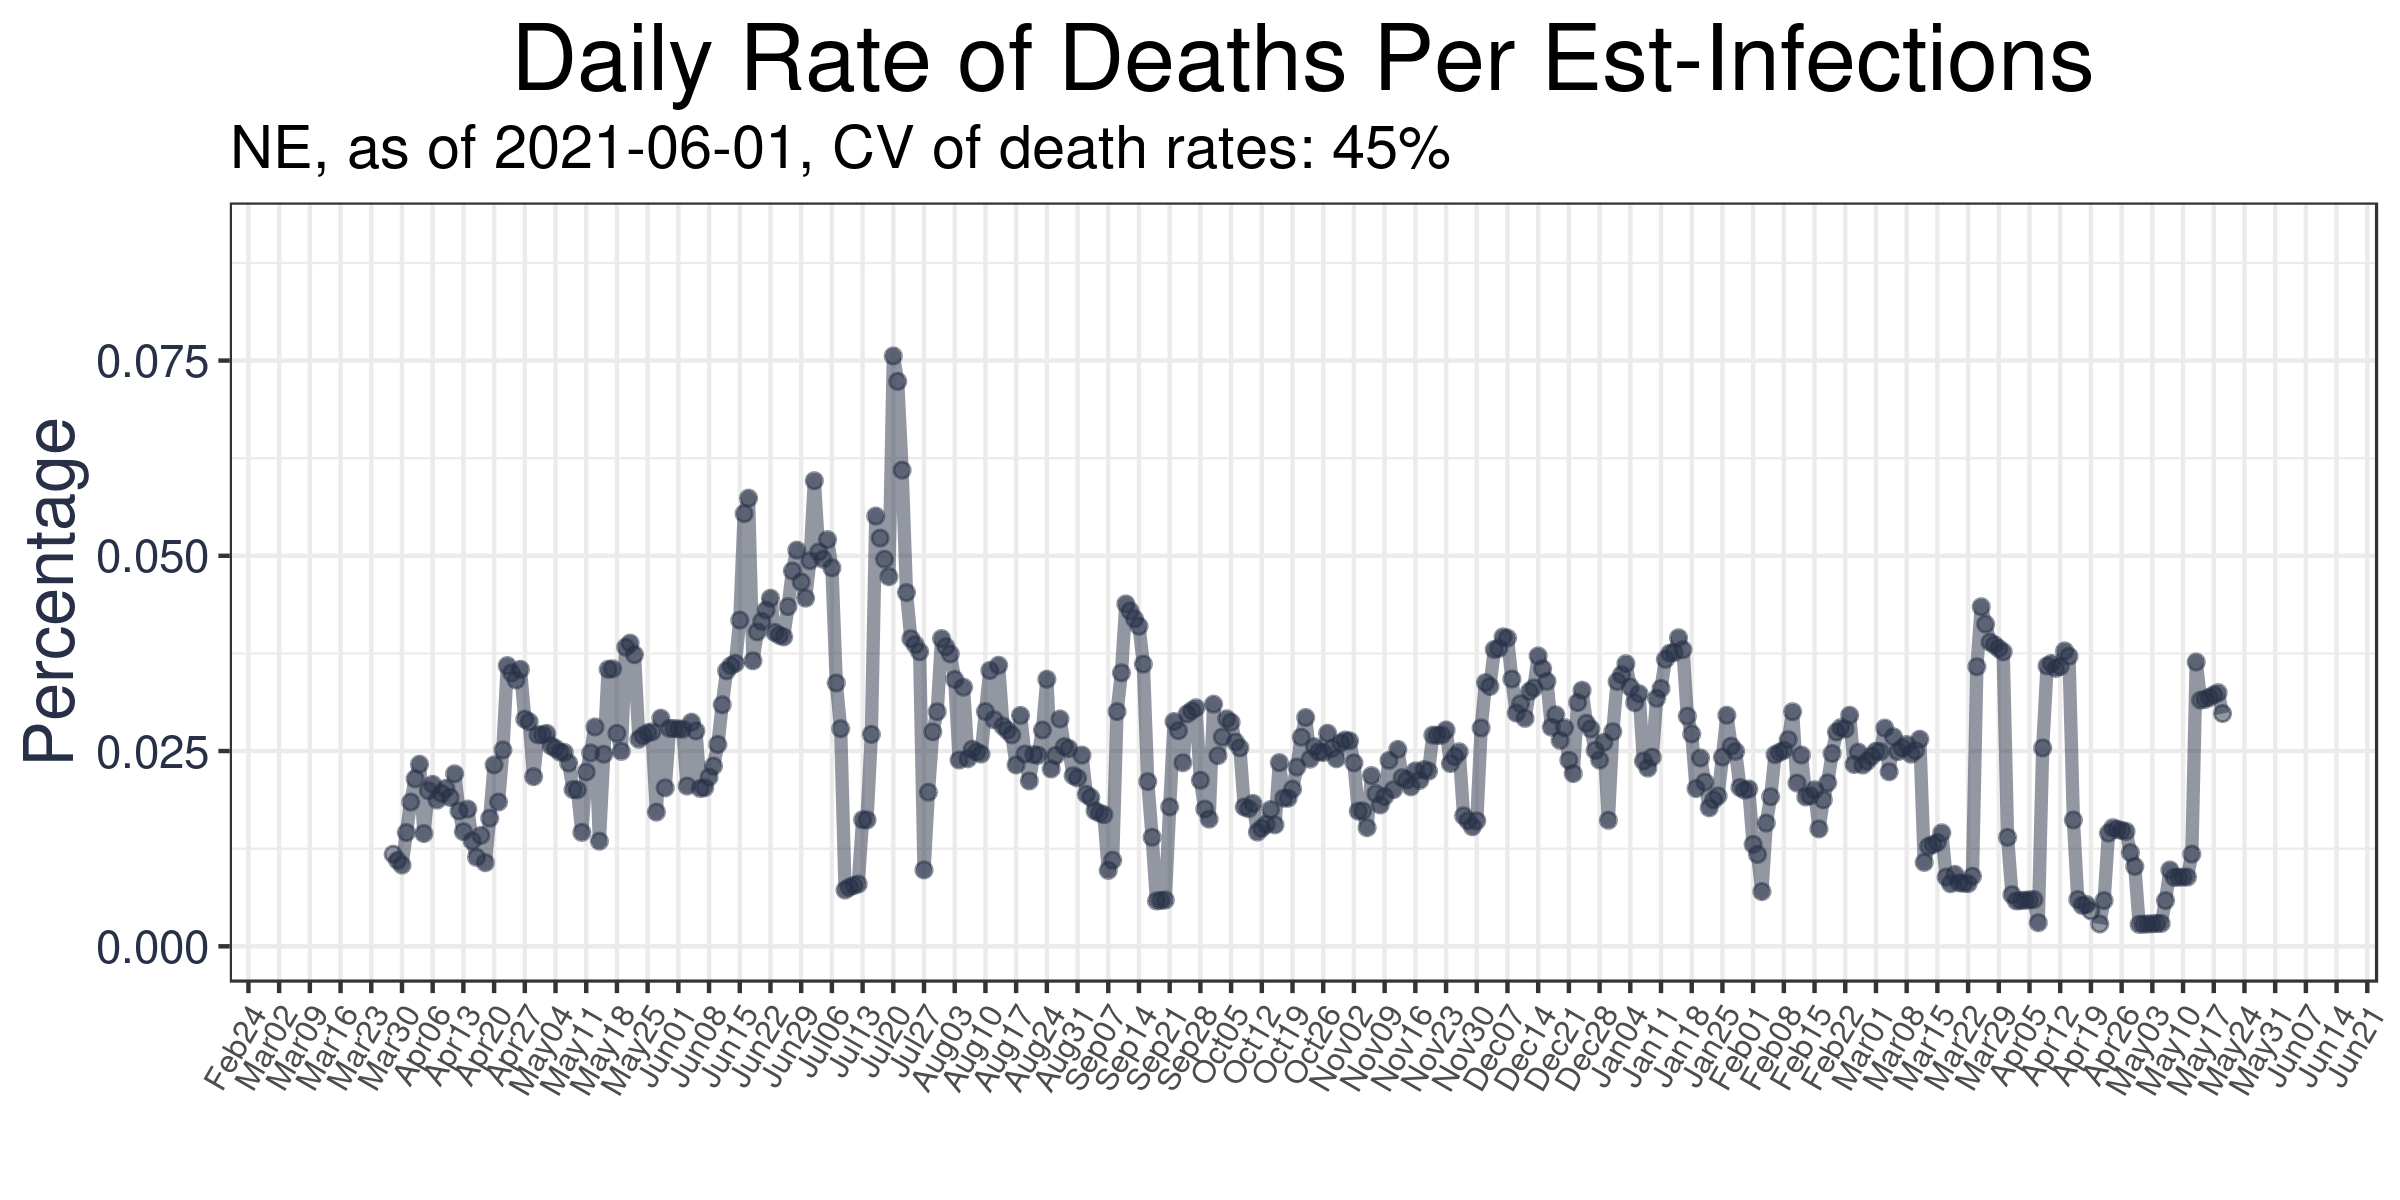 Daily Rate of Deaths Per Est-Infections
NE, as of 2021-06-01, CV of death rates: 45%
Percentage
0.075
0.050
0.025
0.000
Feb24 Mar02 Mar09 Mar16 Mar23 Mar30 Apr06 Apr13 Apr20 Apr27 May04 May11 May18 May25 Jun01 Jun08 Jun15 Jun22 Jun29 Jul06 Jul13 Jul20 Jul27 Aug03 Aug10 Aug17 Aug24 Aug31 Sep07 Sep14 Sep21 Sep28 Oct05 Oct12 Oct19 Oct26 Nov02 Nov09 Nov16 Nov23 Nov30 Dec07 Dec14 Dec21 Dec28 Jan04 Jan11 Jan18 Jan25 Feb01 Feb08 Feb15 Feb22 Mar01 Mar08 Mar15 Mar22 Mar29 Apr05 Apr12 Apr19 Apr26 May03 May10 May17 May24 May31 Jun07 Jun14 Jun21